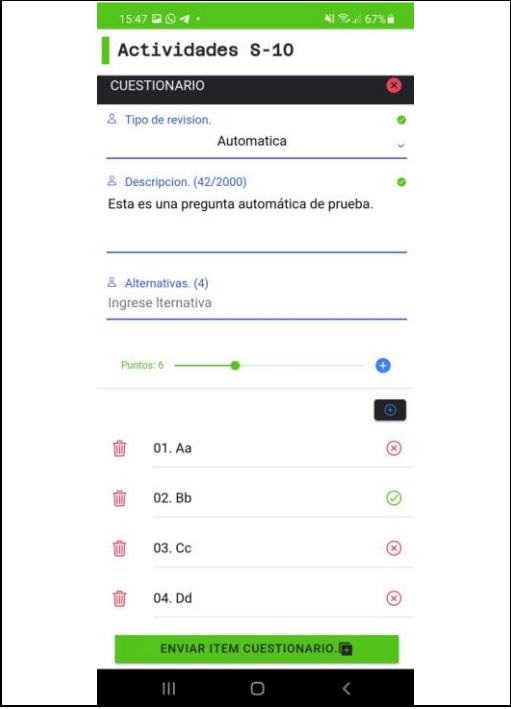 15:47 67%
Actividades S-10
CUESTIONARIO
Tipo de revision.
Automatica
Descripcion. (42/2000)
Esta es una pregunta automática de prueba.
Alternativas. (4)
Ingrese lternativa
Puntos: 6
01. Aa
02. Bb
03. Cc
04. Dd
ENVIAR ITEM CUESTIONARIO.